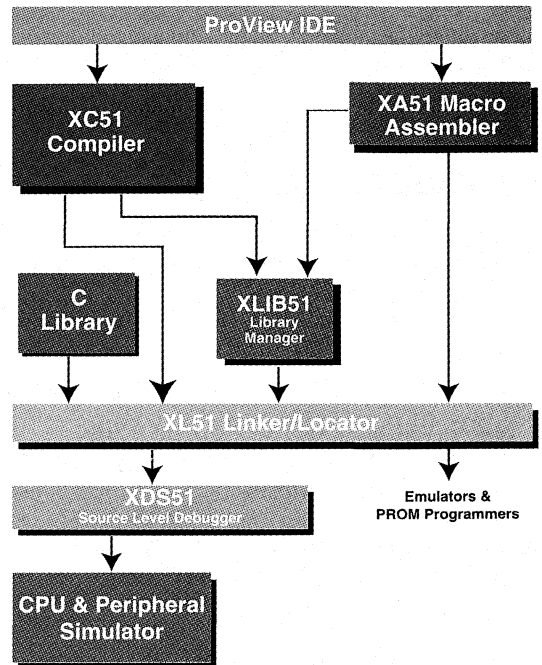 ProView IDE
XC51
Compiler
XA51 Macro
Assembler
C
Library
XLIB51
Library
Manager
XL51 Linker/Locator
XDS51
Source Level Debugger
Emulators &
PROM Programmers
CPU & Peripheral
Simulator